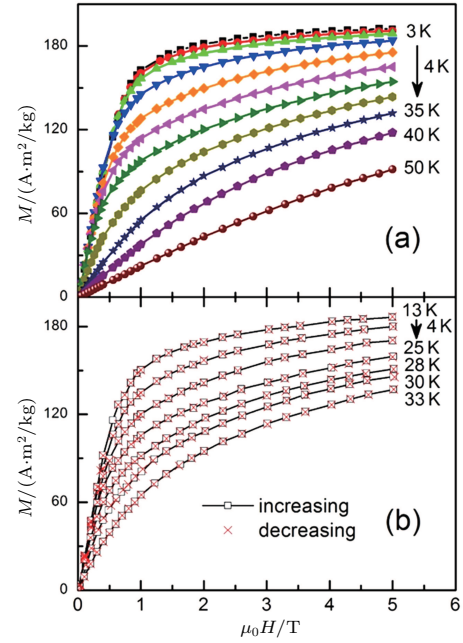 180
120
60
0
M/(A·m²/kg)
3 K
4 K
35 K
40 K
50 K
(a)
180
120
60
0
M/(A·m²/kg)
13 K
4 K
25 K
28 K
30 K
33 K
increasing
decreasing
(b)
0 1 2 3 4 5 6
μ₀H/T